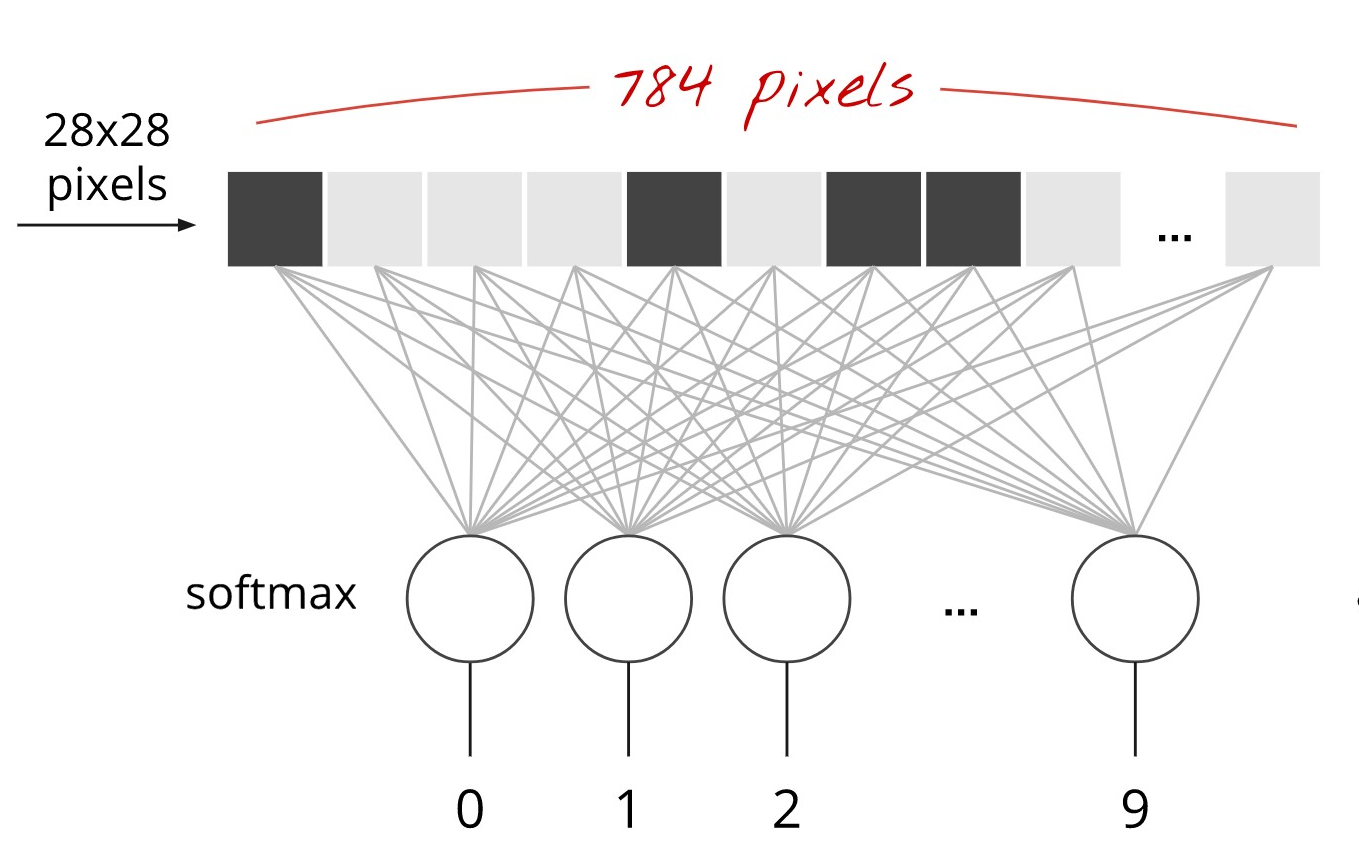 784 pixels
28x28
pixels
...
softmax
...
0 1 2 9